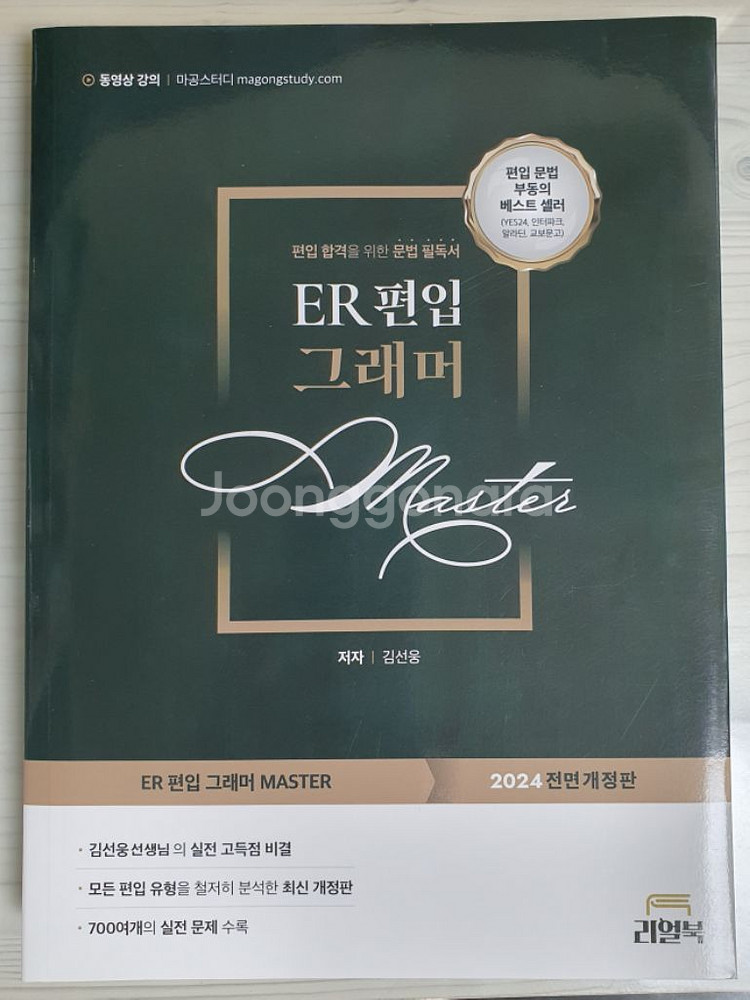 동영상 강의 | 마공스터디 magongstudy.com
편입 문법
부동의
베스트 셀러
(YES24, 인터파크,
알라딘, 교보문고)
편입 합격을 위한 문법 필독서
ER 편입
그래머
Master
Joonggonara
저자 | 김선웅
ER 편입 그래머 MASTER
2024 전면개정판
· 김선웅선생님의 실전 고득점 비결
· 모든 편입 유형을 철저히 분석한 최신 개정판
· 700여개의 실전 문제 수록
리얼북